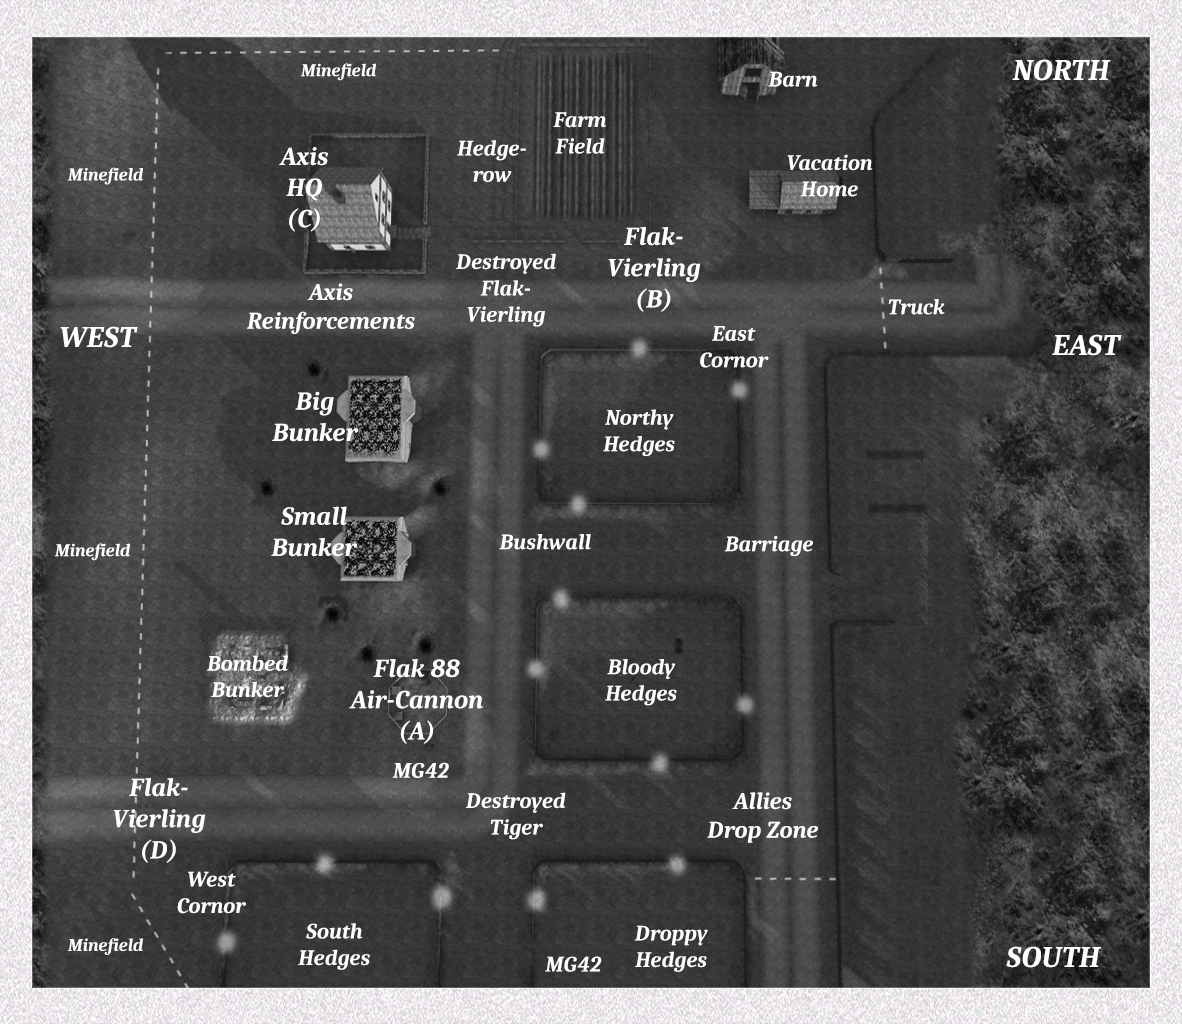 NORTH
Minefield
Barn
Farm
Field
Hedge-
row
Axis
HQ
(C)
Vacation
Home
Minefield
Flak-
Vierling
(B)
Destroyed
Flak-
Vierling
Axis
Reinforcements
Truck
WEST
EAST
East
Cornor
Big
Bunker
Northy
Hedges
Small
Bunker
Minefield
Bushwall
Barriage
Bombed
Bunker
Flak 88
Air-Cannon
(A)
Bloody
Hedges
MG42
Flak-
Vierling
(D)
Destroyed
Tiger
Allies
Drop Zone
West
Cornor
South
Hedges
Minefield
MG42
Droppy
Hedges
SOUTH